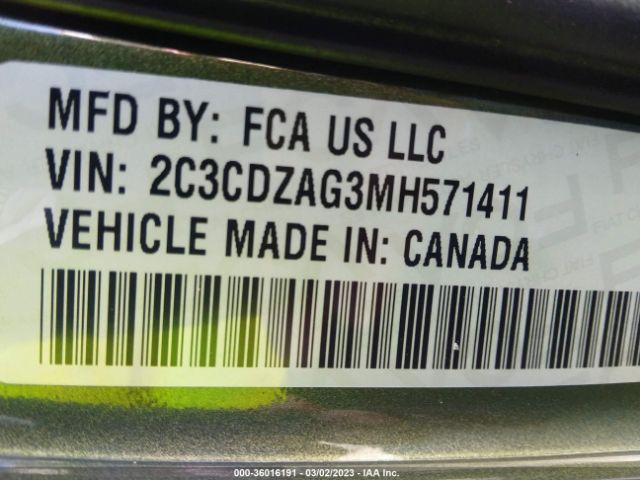 MFD BY: FCA US LLC
VIN: 2C3CDZAG3MH571411
VEHICLE MADE IN: CANADA
000-36016191 - 03/02/2023 - IAA Inc.